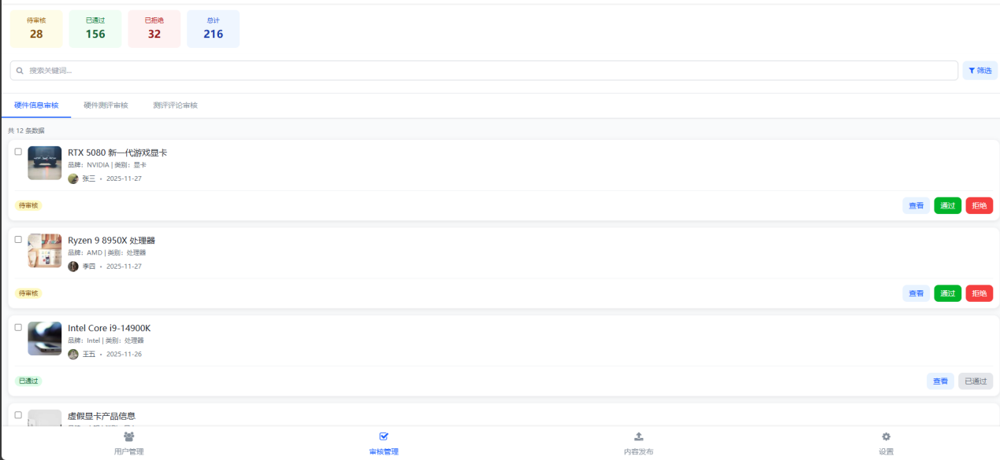 待审核 已通过 已拒绝 总计
28 156 32 216
搜索关键词... 筛选
硬件信息审核 硬件测评审核 测评评论审核
共 12 条数据
RTX 5080 新一代游戏显卡
品牌：NVIDIA | 类别：显卡
张三 • 2025-11-27
待审核 查看 通过 拒绝
Ryzen 9 8950X 处理器
品牌：AMD | 类别：处理器
李四 • 2025-11-27
待审核 查看 通过 拒绝
Intel Core i9-14900K
品牌：Intel | 类别：处理器
王五 • 2025-11-26
已通过 查看 已通过
虚假显卡产品信息
用户管理 审核管理 内容发布 设置